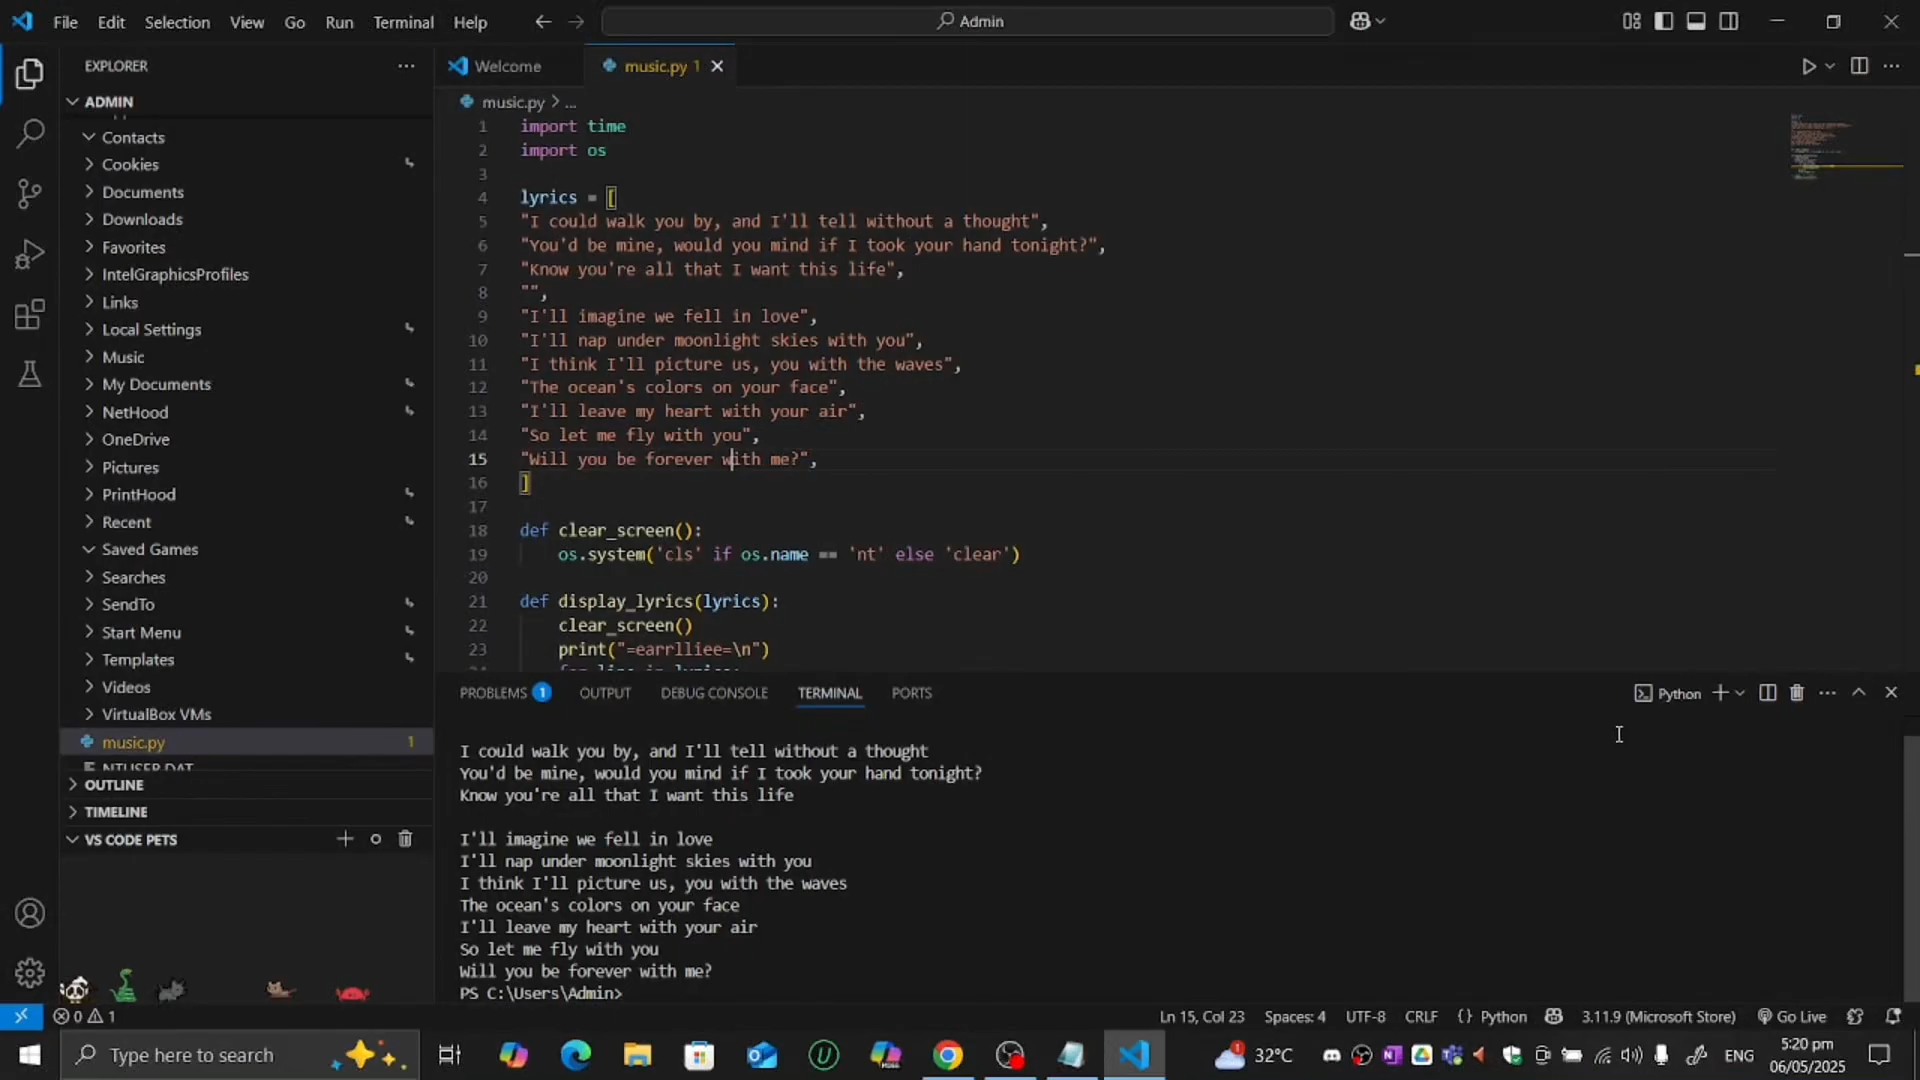 File Edit Selection View Go Run Terminal Help Admin
EXPLORER
ADMIN
Contacts
Cookies
Documents
Downloads
Favorites
IntelGraphicsProfiles
Links
Local Settings
Music
My Documents
NetHood
OneDrive
Pictures
PrintHood
Recent
Saved Games
Searches
SendTo
Start Menu
Templates
Videos
VirtualBox VMs
music.py 1
NTUSER.DAT
OUTLINE
TIMELINE
VS CODE PETS
Welcome music.py 1
music.py > ...
1 import time
2 import os
3
4 lyrics = [
5 "I could walk you by, and I'll tell without a thought",
6 "You'd be mine, would you mind if I took your hand tonight?",
7 "Know you're all that I want this life",
8 "",
9 "I'll imagine we fell in love",
10 "I'll nap under moonlight skies with you",
11 "I think I'll picture us, you with the waves",
12 "The ocean's colors on your face",
13 "I'll leave my heart with your air",
14 "So let me fly with you",
15 "Will you be forever with me?",
16 ]
17
18 def clear_screen():
19 os.system('cls' if os.name == 'nt' else 'clear')
20
21 def display_lyrics(lyrics):
22 clear_screen()
23 print("=earrlliee=\n")
24 for line in lyrics:
PROBLEMS 1 OUTPUT DEBUG CONSOLE TERMINAL PORTS Python
I could walk you by, and I'll tell without a thought
You'd be mine, would you mind if I took your hand tonight?
Know you're all that I want this life
I'll imagine we fell in love
I'll nap under moonlight skies with you
I think I'll picture us, you with the waves
The ocean's colors on your face
I'll leave my heart with your air
So let me fly with you
Will you be forever with me?
PS C:\Users\Admin>
0 1 Ln 15, Col 23 Spaces: 4 UTF-8 CRLF {} Python 3.11.9 (Microsoft Store) Go Live
Type here to search 32°C ENG 5:20 pm
06/05/2025